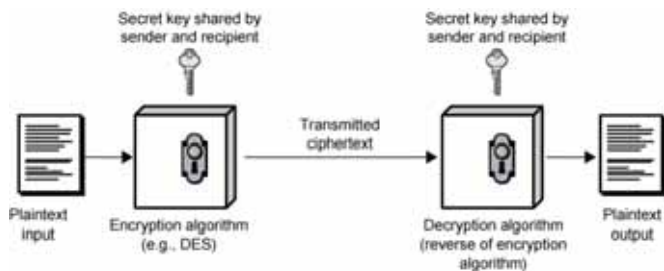 Secret key shared by
sender and recipient
Secret key shared by
sender and recipient
Transmitted
ciphertext
Plaintext
input
Encryption algorithm
(e.g., DES)
Decryption algorithm
(reverse of encryption
algorithm)
Plaintext
output